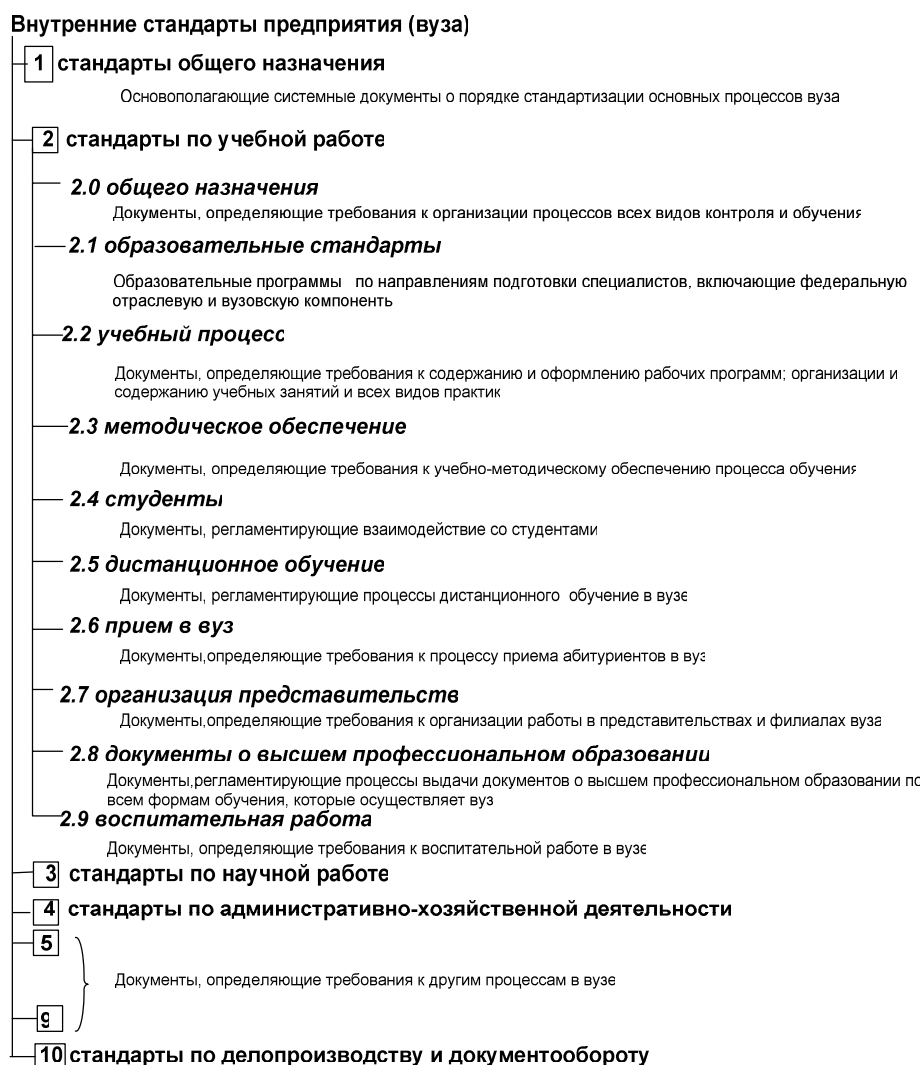 Внутренние стандарты предприятия (вуза)
1 стандарты общего назначения
Основополагающие системные документы о порядке стандартизации основных процессов вуза
2 стандарты по учебной работе
2.0 общего назначения
Документы, определяющие требования к организации процессов всех видов контроля и обучения
2.1 образовательные стандарты
Образовательные программы по направлениям подготовки специалистов, включающие федеральную
отраслевую и вузовскую компоненть
2.2 учебный процесс
Документы, определяющие требования к содержанию и оформлению рабочих программ; организации и
содержанию учебных занятий и всех видов практик
2.3 методическое обеспечение
Документы, определяющие требования к учебно-методическому обеспечению процесса обучения
2.4 студенты
Документы, регламентирующие взаимодействие со студентами
2.5 дистанционное обучение
Документы, регламентирующие процессы дистанционного обучение в вузе
2.6 прием в вуз
Документы,определяющие требования к процессу приема абитуриентов в вуз
2.7 организация представительств
Документы,определяющие требования к организации работы в представительствах и филиалах вуза
2.8 документы о высшем профессиональном образовании
Документы,регламентирующие процессы выдачи документов о высшем профессиональном образовании по
всем формам обучения, которые осуществляет вуз
2.9 воспитательная работа
Документы, определяющие требования к воспитательной работе в вузе
3 стандарты по научной работе
4 стандарты по административно-хозяйственной деятельности
5
Документы, определяющие требования к другим процессам в вузе
9
10 стандарты по делопроизводству и документообороту